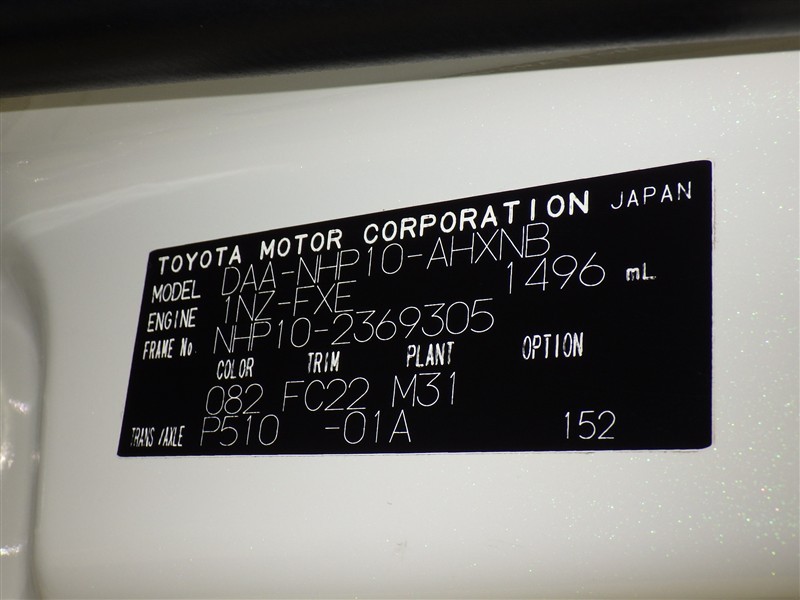 TOYOTA MOTOR CORPORATION JAPAN
MODEL DAA-NHP10-AHXNB
ENGINE 1NZ-FXE 1496 mL
FRAME No. NHP10-2369305
COLOR TRIM PLANT OPTION
082 FC22 M31
TRANS/AXLE P510 -01A 152